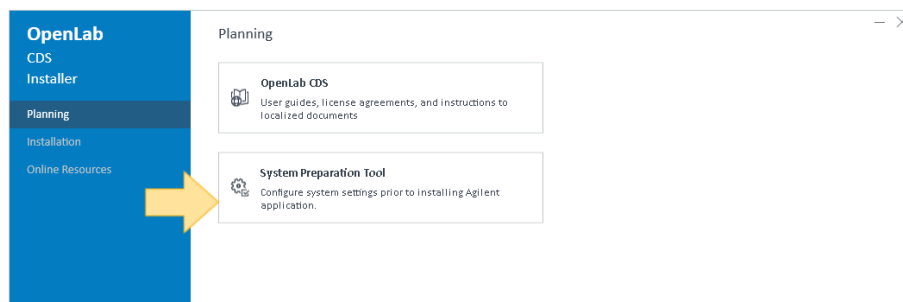 OpenLab
CDS
Installer
Planning
Installation
Online Resources
Planning
OpenLab CDS
User guides, license agreements, and instructions to
localized documents
System Preparation Tool
Configure system settings prior to installing Agilent
application.